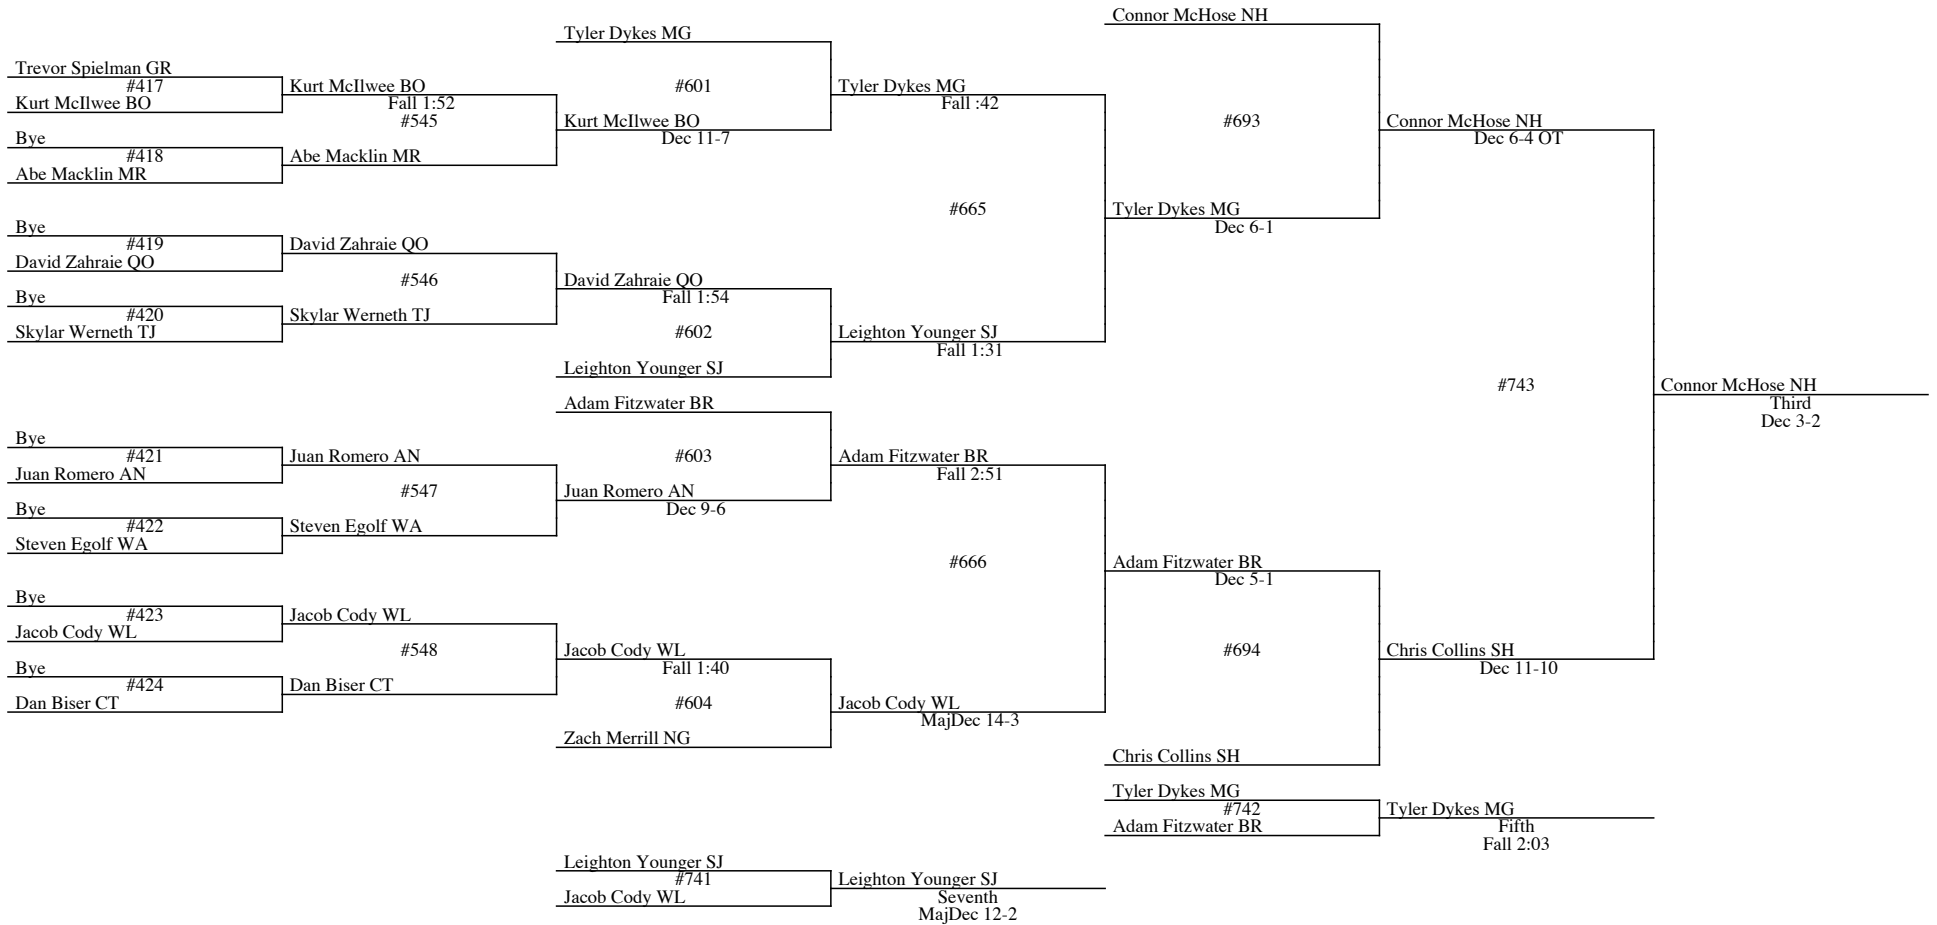 Connor McHose NH
Tyler Dykes MG
Trevor Spielman GR
#417
Kurt McIlwee BO
Kurt McIlwee BO
Fall 1:52
#601
Tyler Dykes MG
Fall :42
#545
Kurt McIlwee BO
Dec 11-7
#693
Connor McHose NH
Dec 6-4 OT
Bye
#418
Abe Macklin MR
Abe Macklin MR
#665
Tyler Dykes MG
Dec 6-1
Bye
#419
David Zahraie QO
David Zahraie QO
#546
David Zahraie QO
Fall 1:54
Bye
#420
Skylar Werneth TJ
Skylar Werneth TJ
#602
Leighton Younger SJ
Fall 1:31
Leighton Younger SJ
#743
Connor McHose NH
Third
Dec 3-2
Adam Fitzwater BR
Bye
#421
Juan Romero AN
Juan Romero AN
#603
Adam Fitzwater BR
Fall 2:51
#547
Juan Romero AN
Dec 9-6
Bye
#422
Steven Egolf WA
Steven Egolf WA
#666
Adam Fitzwater BR
Dec 5-1
Bye
#423
Jacob Cody WL
Jacob Cody WL
#548
Jacob Cody WL
Fall 1:40
#694
Chris Collins SH
Dec 11-10
Bye
#424
Dan Biser CT
Dan Biser CT
#604
Jacob Cody WL
MajDec 14-3
Zach Merrill NG
Chris Collins SH
Tyler Dykes MG
#742
Adam Fitzwater BR
Tyler Dykes MG
Fifth
Fall 2:03
Leighton Younger SJ
#741
Jacob Cody WL
Leighton Younger SJ
Seventh
MajDec 12-2